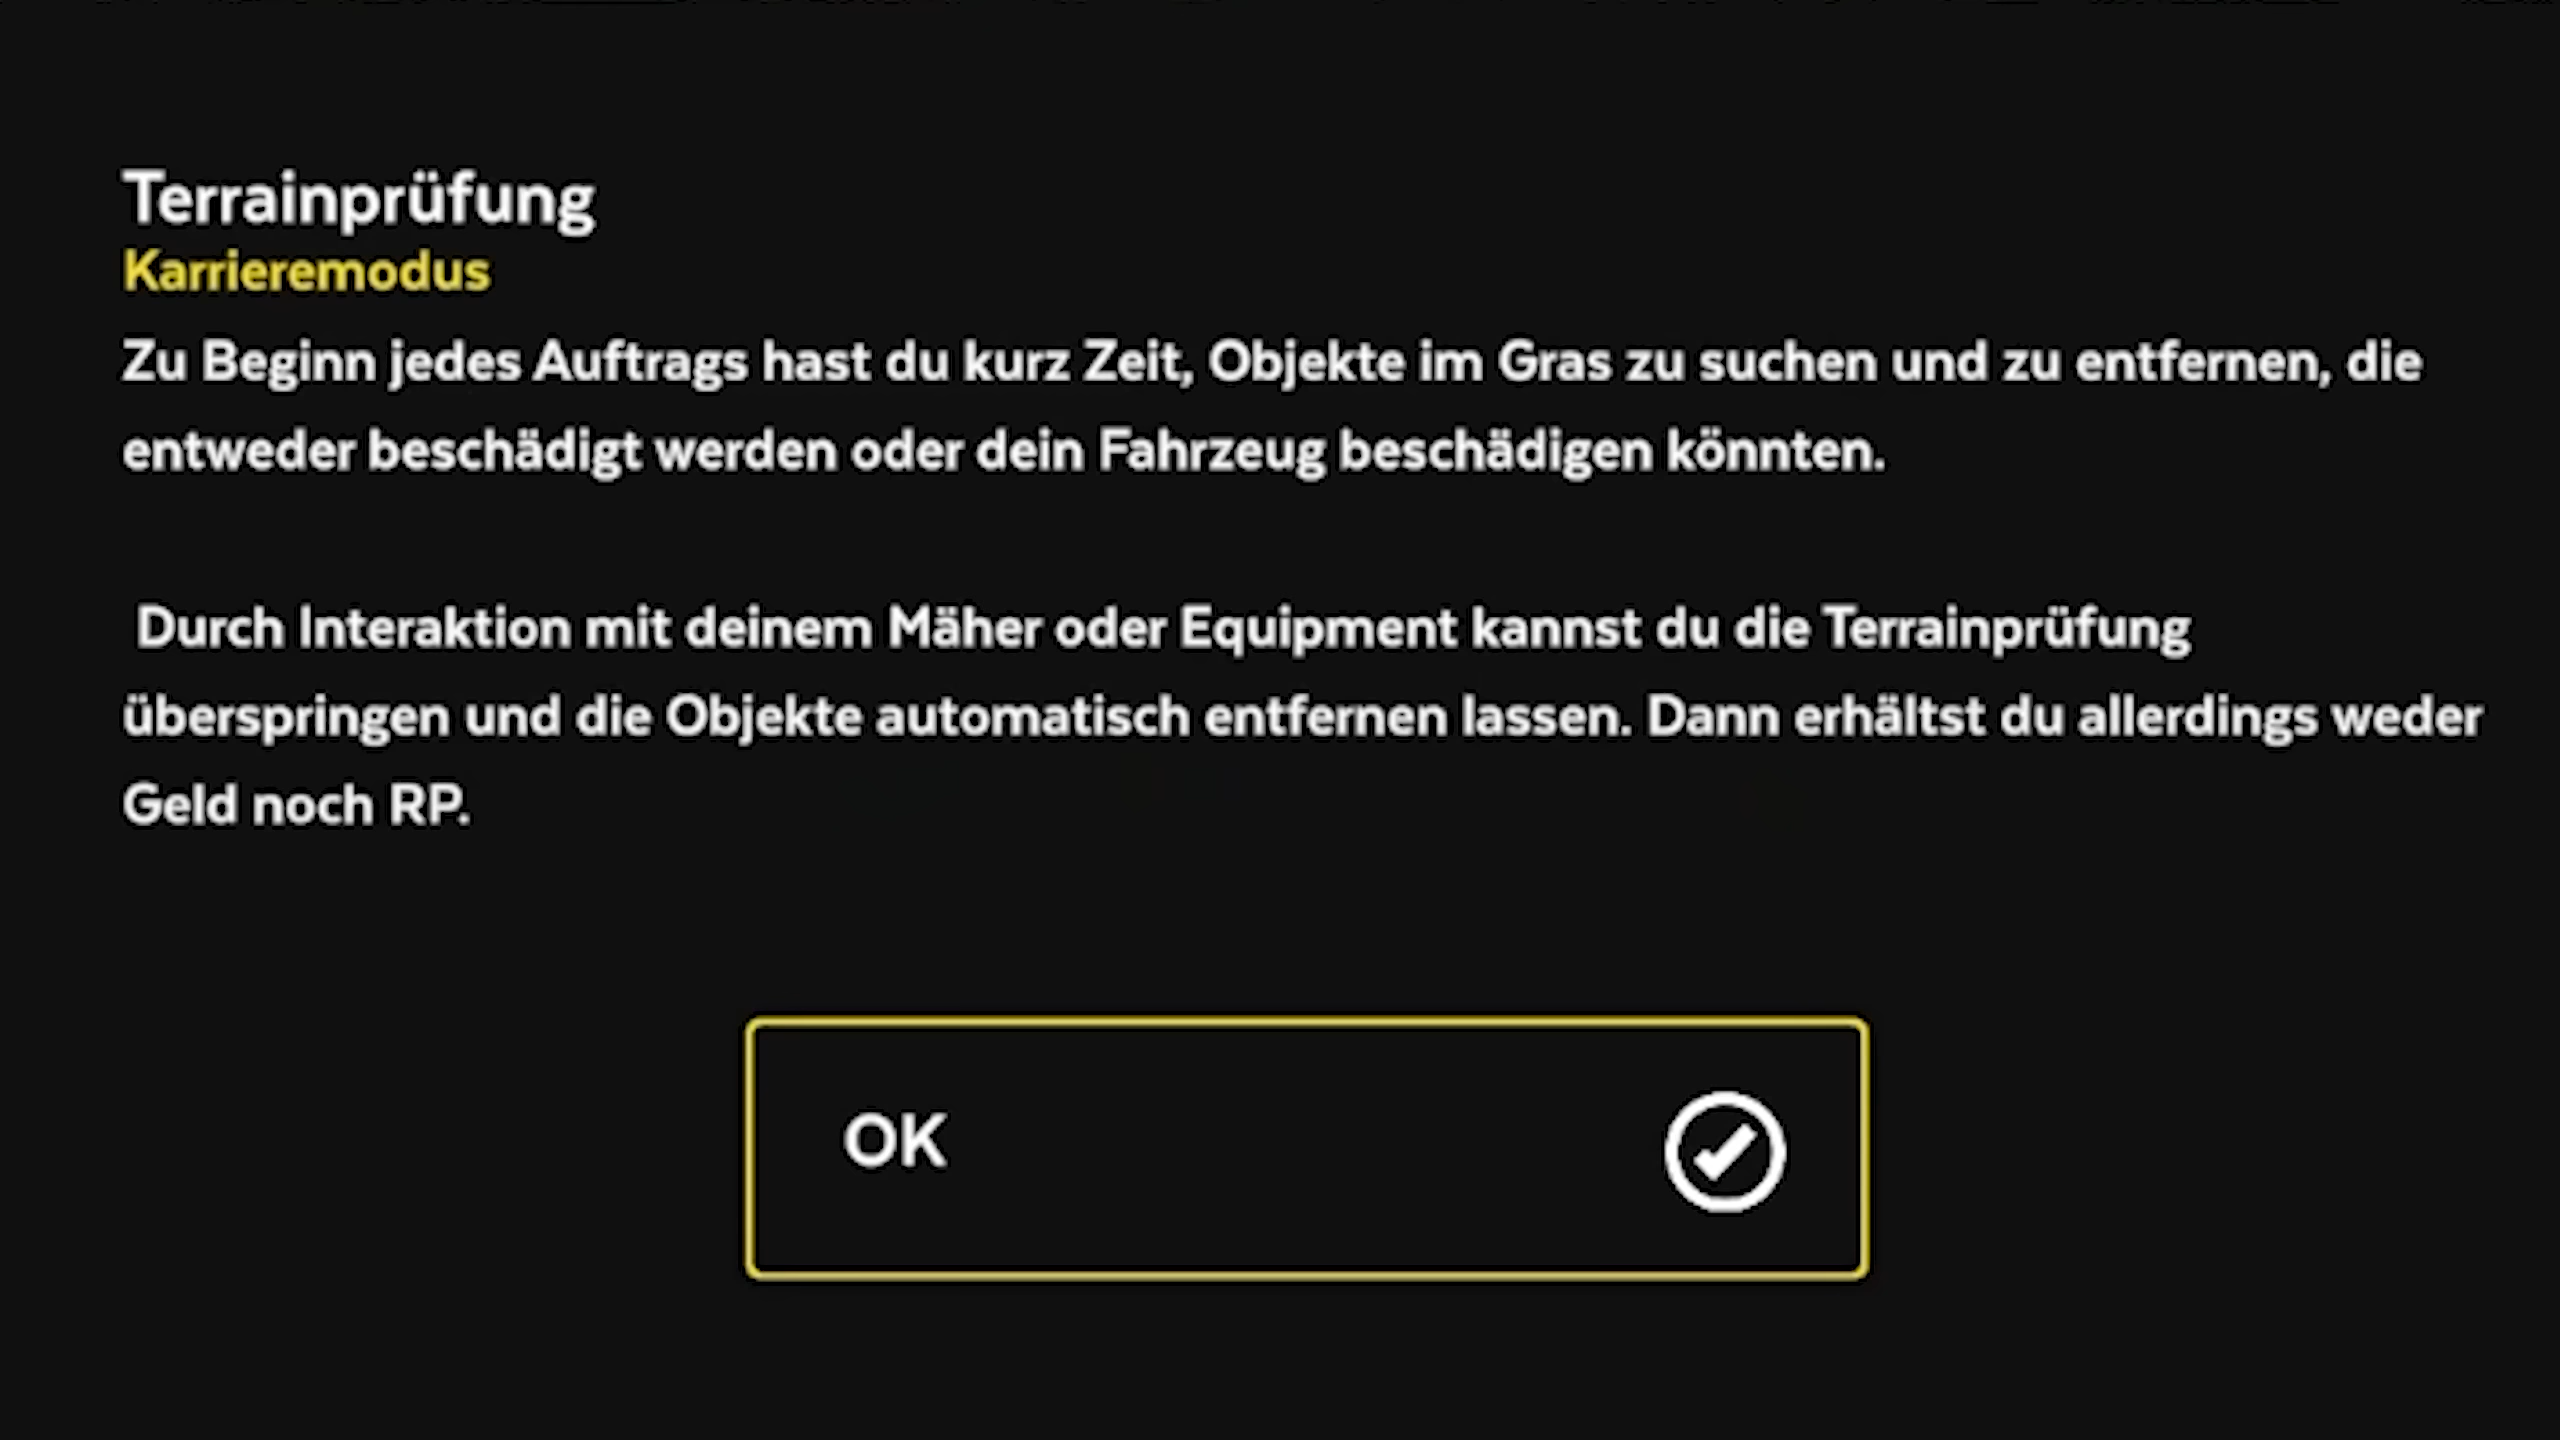 Terrainprüfung
Karrieremodus
Zu Beginn jedes Auftrags hast du kurz Zeit, Objekte im Gras zu suchen und zu entfernen, die
entweder beschädigt werden oder dein Fahrzeug beschädigen könnten.
Durch Interaktion mit deinem Mäher oder Equipment kannst du die Terrainprüfung
überspringen und die Objekte automatisch entfernen lassen. Dann erhältst du allerdings weder
Geld noch RP.
OK